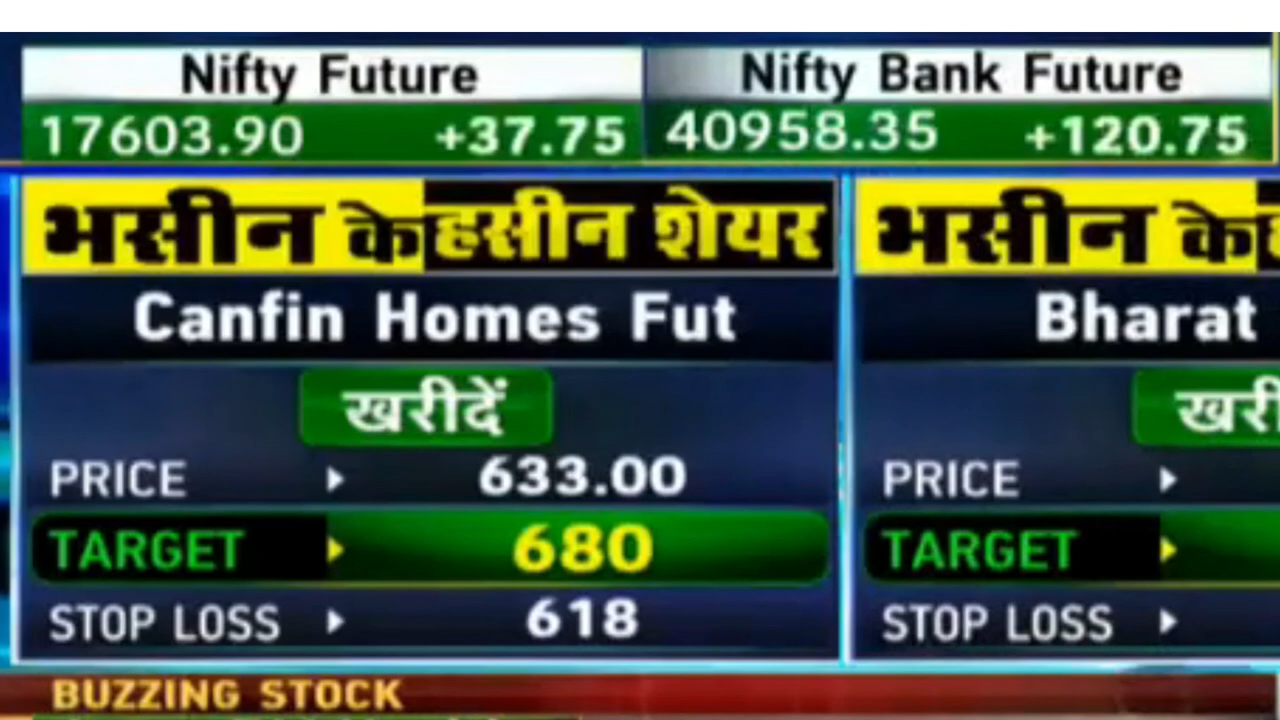 Nifty Future
17603.90 +37.75
Nifty Bank Future
40958.35 +120.75
भसीन के हसीन शेयर
Canfin Homes Fut
खरीदें
PRICE 633.00
TARGET 680
STOP LOSS 618
भसीन के
Bharat
PRICE
TARGET
STOP LOSS
BUZZING STOCK